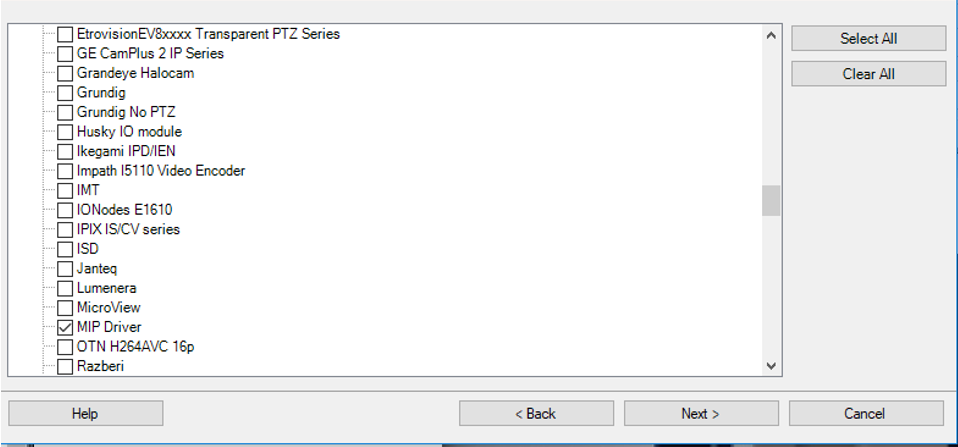 EtrovisionEV8xxxx Transparent PTZ Series
Select All
GE CamPlus 2 IP Series
Grandeye Halocam
Clear All
Grundig
Grundig No PTZ
Husky IO module
Ikegami IPD/IEN
Impath I5110 Video Encoder
IMT
IONodes E1610
IPIX IS/CV series
ISD
Janteq
Lumenera
MicroView
MIP Driver
OTN H264AVC 16p
Razberi
Help
< Back
Next >
Cancel